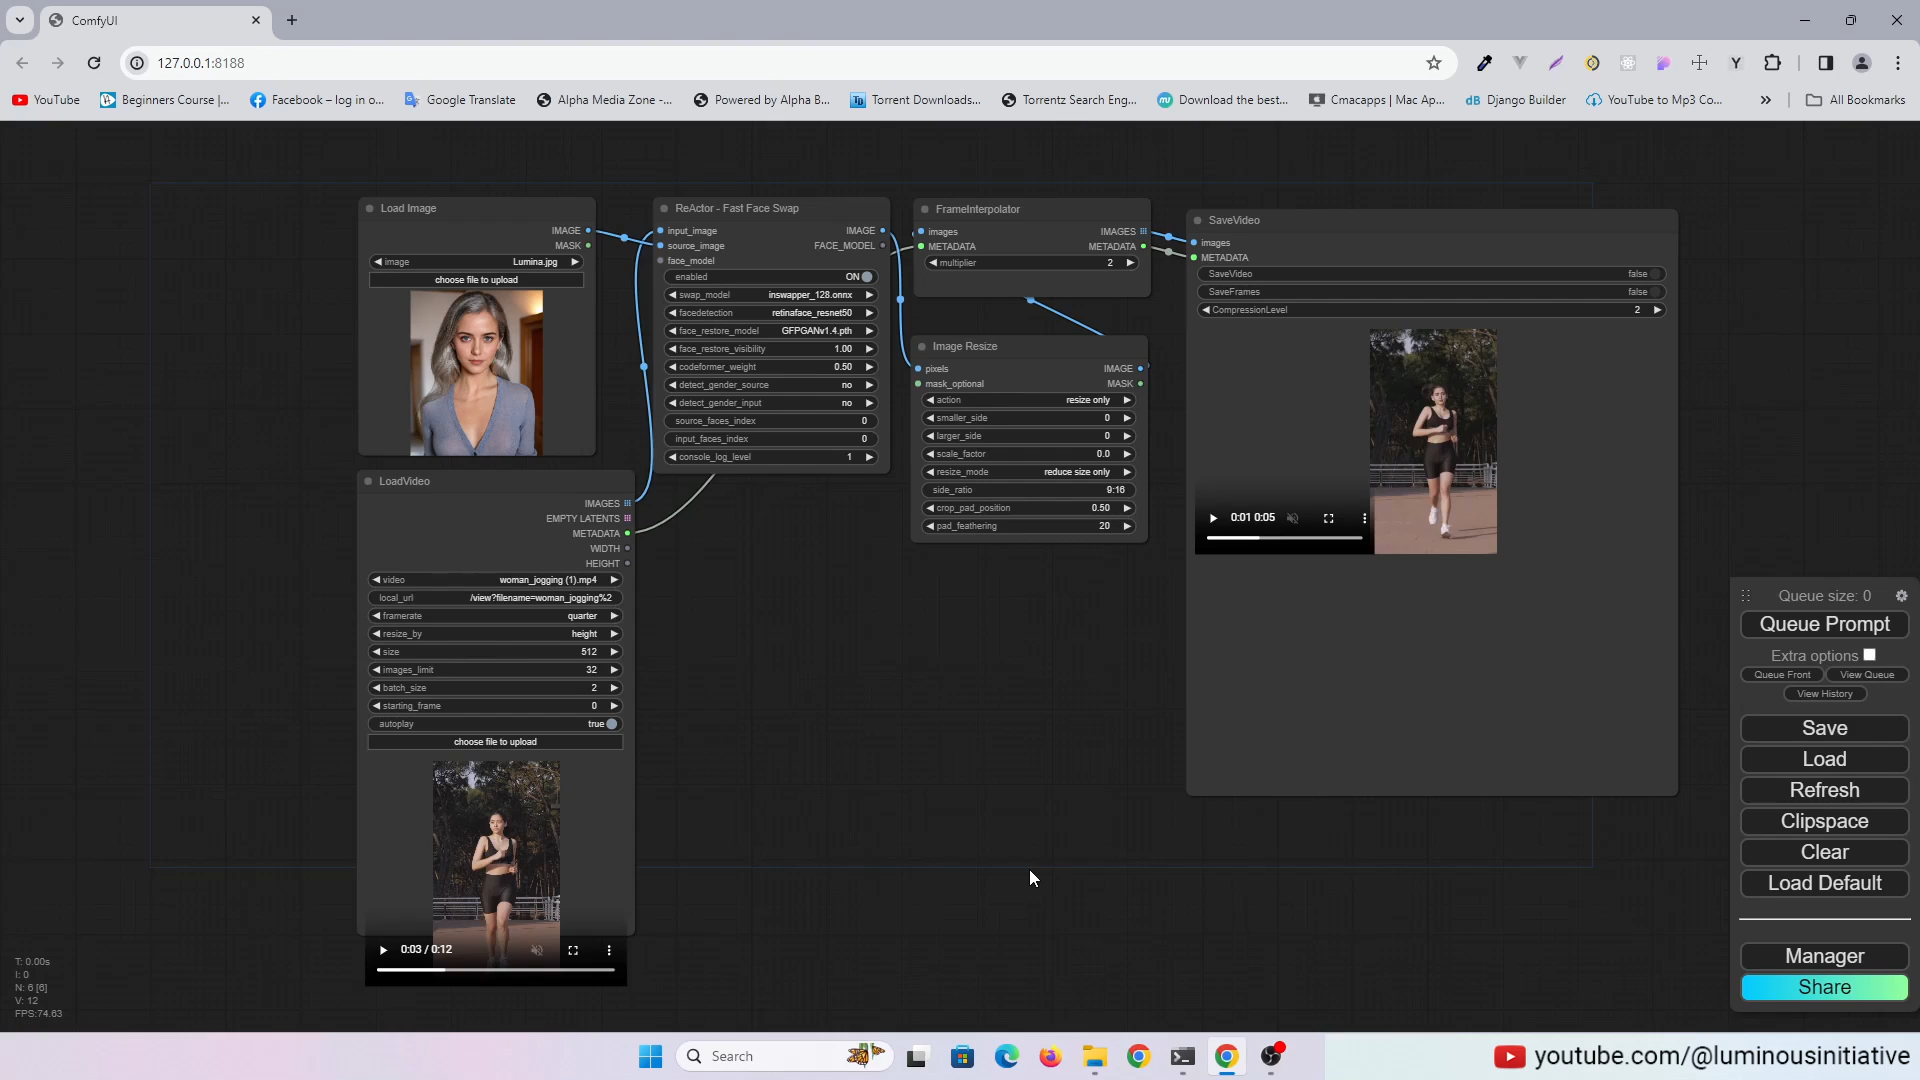 ComfyUI
127.0.0.1:8188
YouTube
Beginners Course |...
Facebook – log in o...
Google Translate
Alpha Media Zone -...
Powered by Alpha B...
Torrent Downloads...
Torrentz Search Eng...
Download the best...
Cmacapps | Mac Ap...
Django Builder
YouTube to Mp3 Co...
All Bookmarks
Load Image
IMAGE
MASK
image Lumina.jpg
choose file to upload
ReActor - Fast Face Swap
input_image IMAGE
source_image FACE_MODEL
face_model
enabled ON
swap_model inswapper_128.onnx
facedetection retinaface_resnet50
face_restore_model GFPGANv1.4.pth
face_restore_visibility 1.00
codeformer_weight 0.50
detect_gender_source no
detect_gender_input no
source_faces_index 0
input_faces_index 0
console_log_level 1
FrameInterpolator
images IMAGES
METADATA METADATA
multiplier 2
Image Resize
pixels IMAGE
mask_optional MASK
action resize only
smaller_side 0
larger_side 0
scale_factor 0.0
resize_mode reduce size only
side_ratio 9:16
crop_pad_position 0.50
pad_feathering 20
SaveVideo
images
METADATA
SaveVideo false
SaveFrames false
CompressionLevel 2
0:01 0:05
LoadVideo
IMAGES
EMPTY LATENTS
METADATA
WIDTH
HEIGHT
video woman_jogging (1).mp4
local_url /view?filename=woman_jogging%2
framerate quarter
resize_by height
size 512
images_limit 32
batch_size 2
starting_frame 0
autoplay true
choose file to upload
0:03 / 0:12
Queue size: 0
Queue Prompt
Extra options
Queue Front View Queue
View History
Save
Load
Refresh
Clipspace
Clear
Load Default
Manager
Share
T: 0.00s
I: 0
N: 6 [6]
V: 12
FPS:74.63
Search
youtube.com/@luminousinitiative